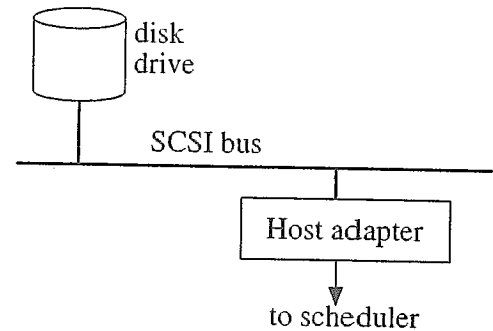 disk
drive
SCSI bus
Host adapter
to scheduler